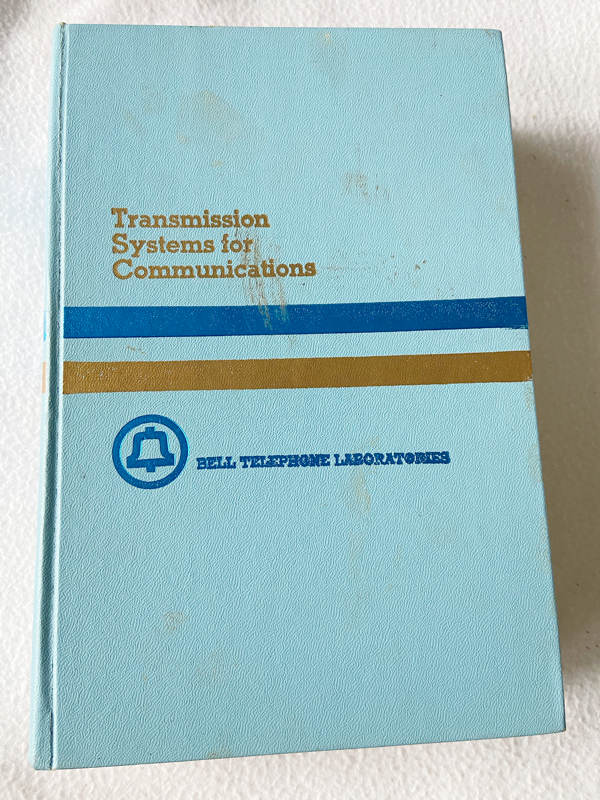 Transmission
Systems for
Communications
BELL TELEPHONE LABORATORIES